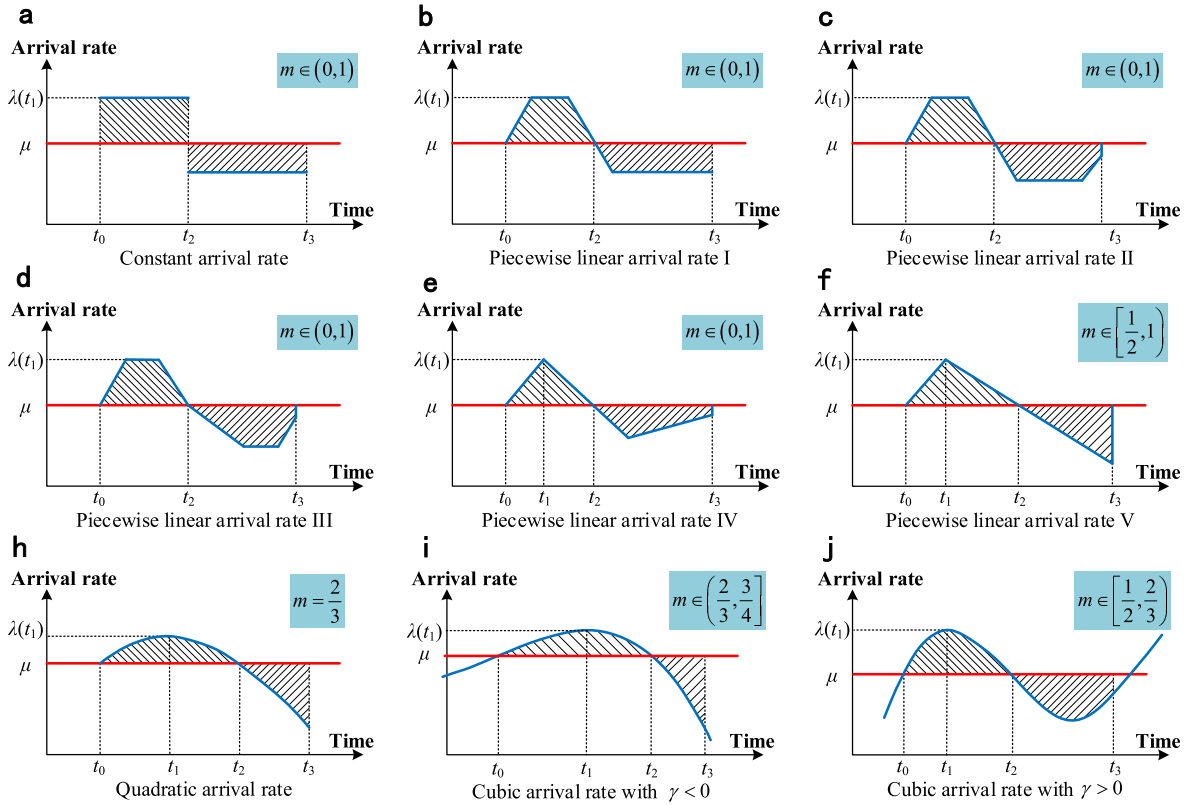 a
Arrival rate
m ∈ (0,1)
λ(t₁)
μ
Time
t₀ t₂ t₃
Constant arrival rate
b
Arrival rate
m ∈ (0,1)
λ(t₁)
μ
Time
t₀ t₂ t₃
Piecewise linear arrival rate I
c
Arrival rate
m ∈ (0,1)
λ(t₁)
μ
Time
t₀ t₂ t₃
Piecewise linear arrival rate II
d
Arrival rate
m ∈ (0,1)
λ(t₁)
μ
Time
t₀ t₂ t₃
Piecewise linear arrival rate III
e
Arrival rate
m ∈ (0,1)
λ(t₁)
μ
Time
t₀ t₁ t₂ t₃
Piecewise linear arrival rate IV
f
Arrival rate
m ∈ [1/2, 1)
λ(t₁)
μ
Time
t₀ t₁ t₂ t₃
Piecewise linear arrival rate V
h
Arrival rate
m = 2/3
λ(t₁)
μ
Time
t₀ t₁ t₂ t₃
Quadratic arrival rate
i
Arrival rate
m ∈ (2/3, 3/4]
λ(t₁)
μ
Time
t₀ t₁ t₂ t₃
Cubic arrival rate with γ < 0
j
Arrival rate
m ∈ [1/2, 2/3)
λ(t₁)
μ
Time
t₀ t₁ t₂ t₃
Cubic arrival rate with γ > 0